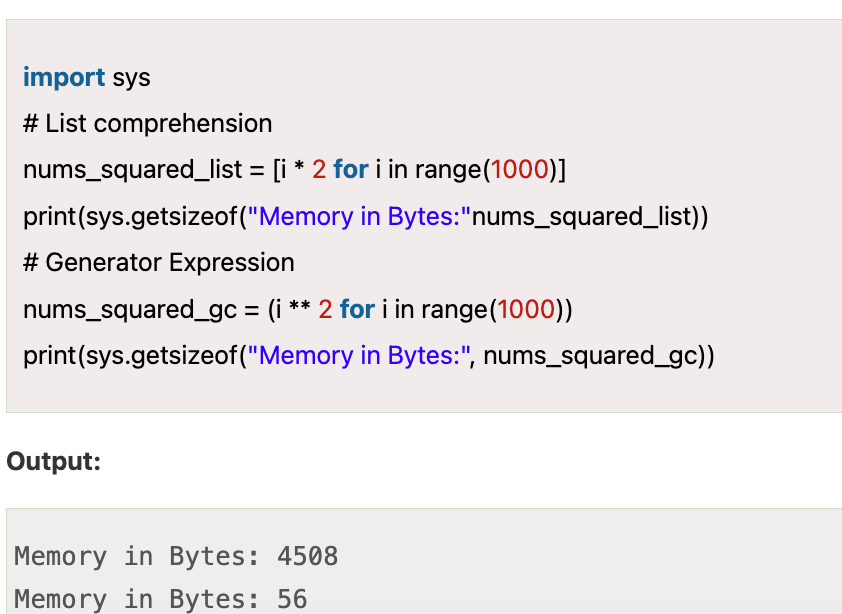 import sys
# List comprehension
nums_squared_list = [i * 2 for i in range(1000)]
print(sys.getsizeof("Memory in Bytes:"nums_squared_list))
# Generator Expression
nums_squared_gc = (i ** 2 for i in range(1000))
print(sys.getsizeof("Memory in Bytes:", nums_squared_gc))
Output:
Memory in Bytes: 4508
Memory in Bytes: 56